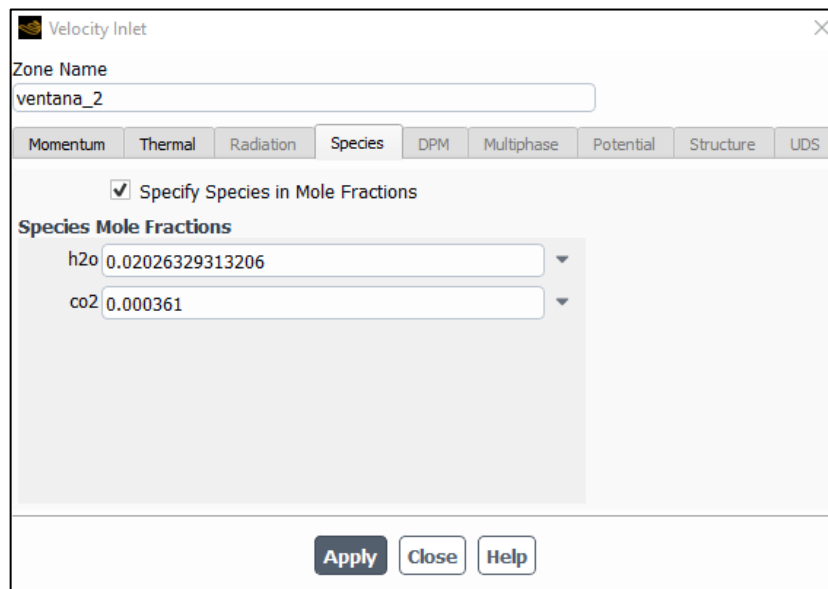 Velocity Inlet
Zone Name
ventana_2
Momentum Thermal Radiation Species DPM Multiphase Potential Structure UDS
Specify Species in Mole Fractions
Species Mole Fractions
h2o 0.02026329313206
co2 0.000361
Apply Close Help